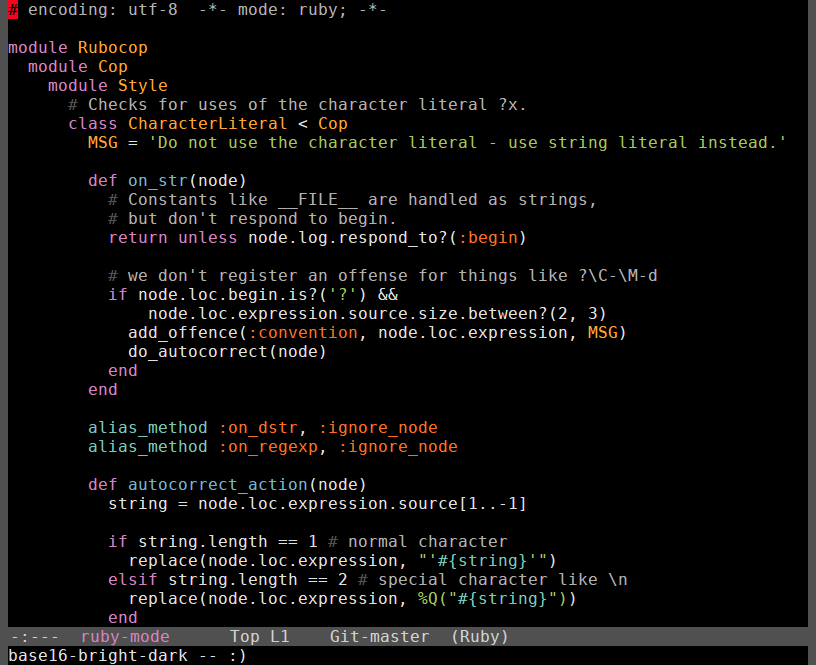 # encoding: utf-8  -*- mode: ruby; -*-

module Rubocop
  module Cop
    module Style
      # Checks for uses of the character literal ?x.
      class CharacterLiteral < Cop
        MSG = 'Do not use the character literal - use string literal instead.'

        def on_str(node)
          # Constants like __FILE__ are handled as strings,
          # but don't respond to begin.
          return unless node.log.respond_to?(:begin)

          # we don't register an offense for things like ?\C-\M-d
          if node.loc.begin.is?('?') &&
              node.loc.expression.source.size.between?(2, 3)
            add_offence(:convention, node.loc.expression, MSG)
            do_autocorrect(node)
          end
        end

        alias_method :on_dstr, :ignore_node
        alias_method :on_regexp, :ignore_node

        def autocorrect_action(node)
          string = node.loc.expression.source[1..-1]

          if string.length == 1 # normal character
            replace(node.loc.expression, "'#{string}'")
          elsif string.length == 2 # special character like \n
            replace(node.loc.expression, %Q("#{string}"))
          end
-:---  ruby-mode      Top L1    Git-master  (Ruby)
base16-bright-dark -- :)